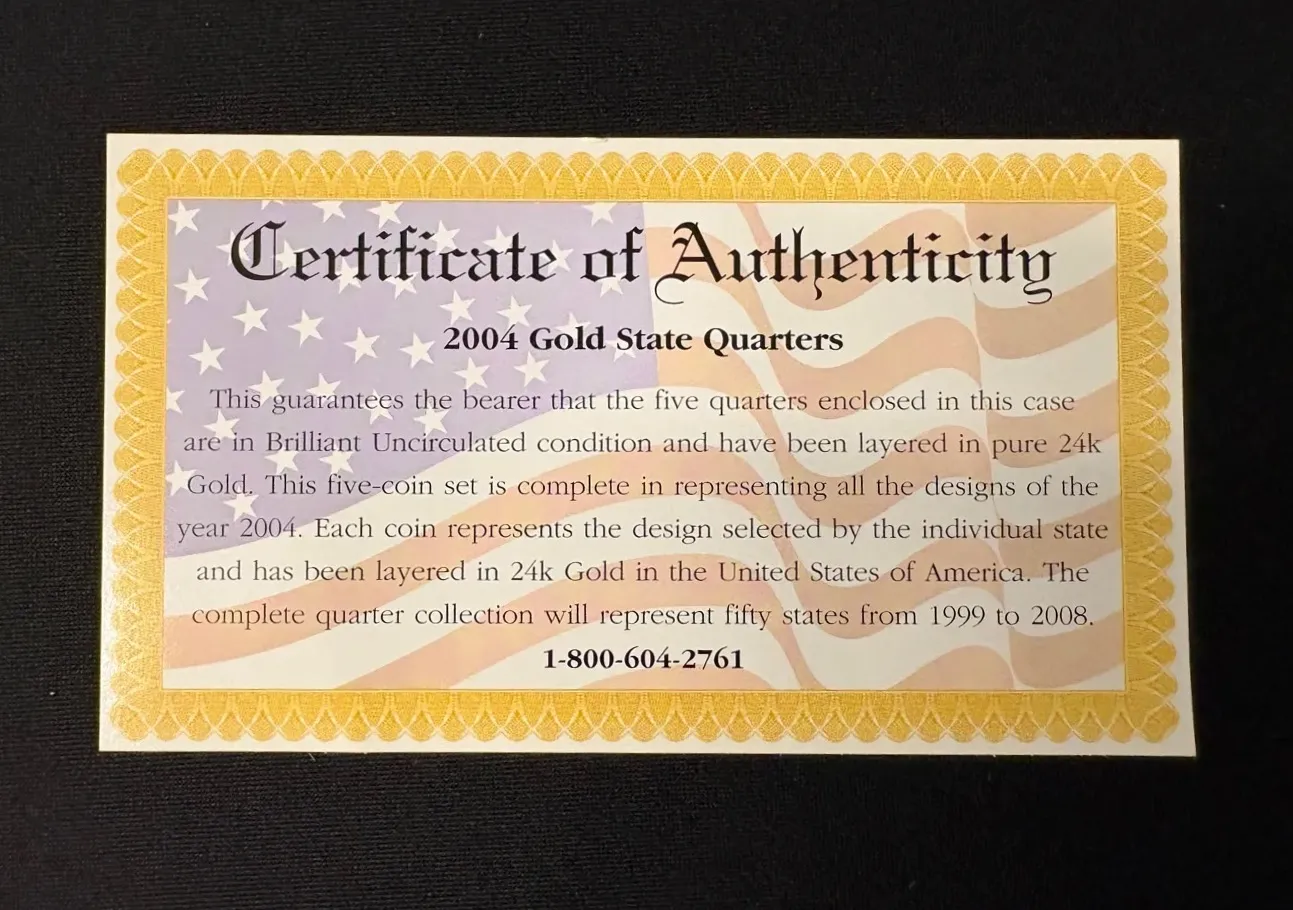 Certificate of Authenticity
2004 Gold State Quarters
This guarantees the bearer that the five quarters enclosed in this case
are in Brilliant Uncirculated condition and have been layered in pure 24k
Gold. This five-coin set is complete in representing all the designs of the
year 2004. Each coin represents the design selected by the individual state
and has been layered in 24k Gold in the United States of America. The
complete quarter collection will represent fifty states from 1999 to 2008.
1-800-604-2761